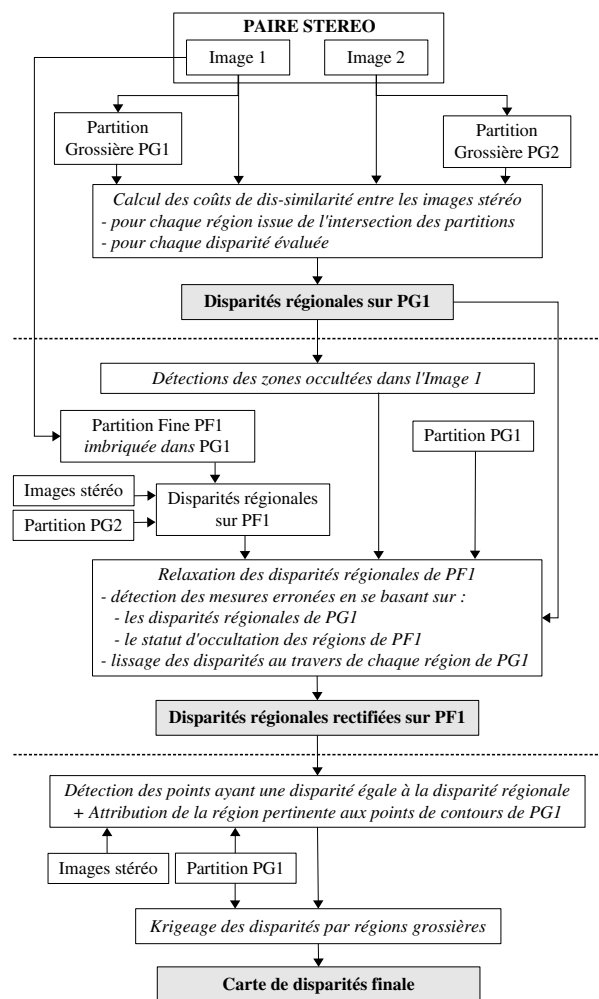 PAIRE STEREO
Image 1
Image 2
Partition
Grossière PG1
Partition
Grossière PG2
Calcul des coûts de dis-similarité entre les images stéréo
- pour chaque région issue de l'intersection des partitions
- pour chaque disparité évaluée
Disparités régionales sur PG1
Détections des zones occultées dans l'Image 1
Partition Fine PF1
imbriquée dans PG1
Partition PG1
Images stéréo
Partition PG2
Disparités régionales
sur PF1
Relaxation des disparités régionales de PF1
- détection des mesures erronées en se basant sur :
- les disparités régionales de PG1
- le statut d'occultation des régions de PF1
- lissage des disparités au travers de chaque région de PG1
Disparités régionales rectifiées sur PF1
Détection des points ayant une disparité égale à la disparité régionale
+ Attribution de la région pertinente aux points de contours de PG1
Images stéréo
Partition PG1
Krigeage des disparités par régions grossières
Carte de disparités finale